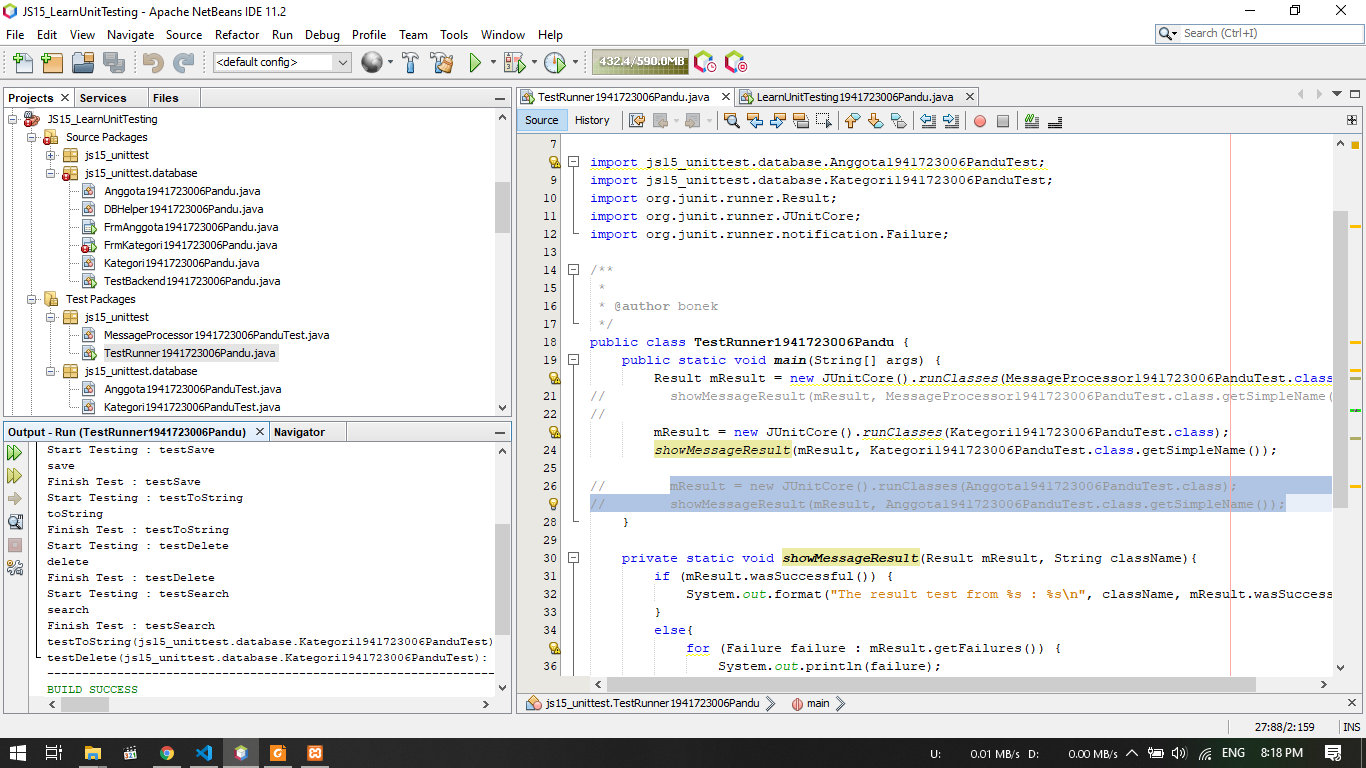 JS15_LearnUnitTesting - Apache NetBeans IDE 11.2
File Edit View Navigate Source Refactor Run Debug Profile Team Tools Window Help
Search (Ctrl+I)
<default config>
432.4/590.0MB
Projects Services Files
JS15_LearnUnitTesting
Source Packages
js15_unittest
js15_unittest.database
Anggota1941723006Pandu.java
DBHelper1941723006Pandu.java
FrmAnggota1941723006Pandu.java
FrmKategori1941723006Pandu.java
Kategori1941723006Pandu.java
TestBackend1941723006Pandu.java
Test Packages
js15_unittest
MessageProcessor1941723006PanduTest.java
TestRunner1941723006Pandu.java
js15_unittest.database
Anggota1941723006PanduTest.java
Kategori1941723006PanduTest.java
Output - Run (TestRunner1941723006Pandu) Navigator
Start Testing : testSave
save
Finish Test : testSave
Start Testing : testToString
toString
Finish Test : testToString
Start Testing : testDelete
delete
Finish Test : testDelete
Start Testing : testSearch
search
Finish Test : testSearch
testToString(js15_unittest.database.Kategori1941723006PanduTest)
testDelete(js15_unittest.database.Kategori1941723006PanduTest):
------------------------------------------------------------------------
BUILD SUCCESS
TestRunner1941723006Pandu.java LearnUnitTesting1941723006Pandu.java
Source History
7
import js15_unittest.database.Anggota1941723006PanduTest;
9 import js15_unittest.database.Kategori1941723006PanduTest;
10 import org.junit.runner.Result;
11 import org.junit.runner.JUnitCore;
12 import org.junit.runner.notification.Failure;
13
14 /**
15 *
16 * @author bonek
17 */
18 public class TestRunner1941723006Pandu {
19 public static void main(String[] args) {
Result mResult = new JUnitCore().runClasses(MessageProcessor1941723006PanduTest.class
21 // showMessageResult(mResult, MessageProcessor1941723006PanduTest.class.getSimpleName(
22 //
mResult = new JUnitCore().runClasses(Kategori1941723006PanduTest.class);
24 showMessageResult(mResult, Kategori1941723006PanduTest.class.getSimpleName());
25
26 // mResult = new JUnitCore().runClasses(Anggota1941723006PanduTest.class);
// showMessageResult(mResult, Anggota1941723006PanduTest.class.getSimpleName());
28 }
29
30 private static void showMessageResult(Result mResult, String className){
31 if (mResult.wasSuccessful()) {
32 System.out.format("The result test from %s : %s\n", className, mResult.wasSuccess
33 }
34 else{
for (Failure failure : mResult.getFailures()) {
36 System.out.println(failure);
js15_unittest.TestRunner1941723006Pandu main
27:88/2:159 INS
U: 0.01 MB/s D: 0.00 MB/s ENG 8:18 PM